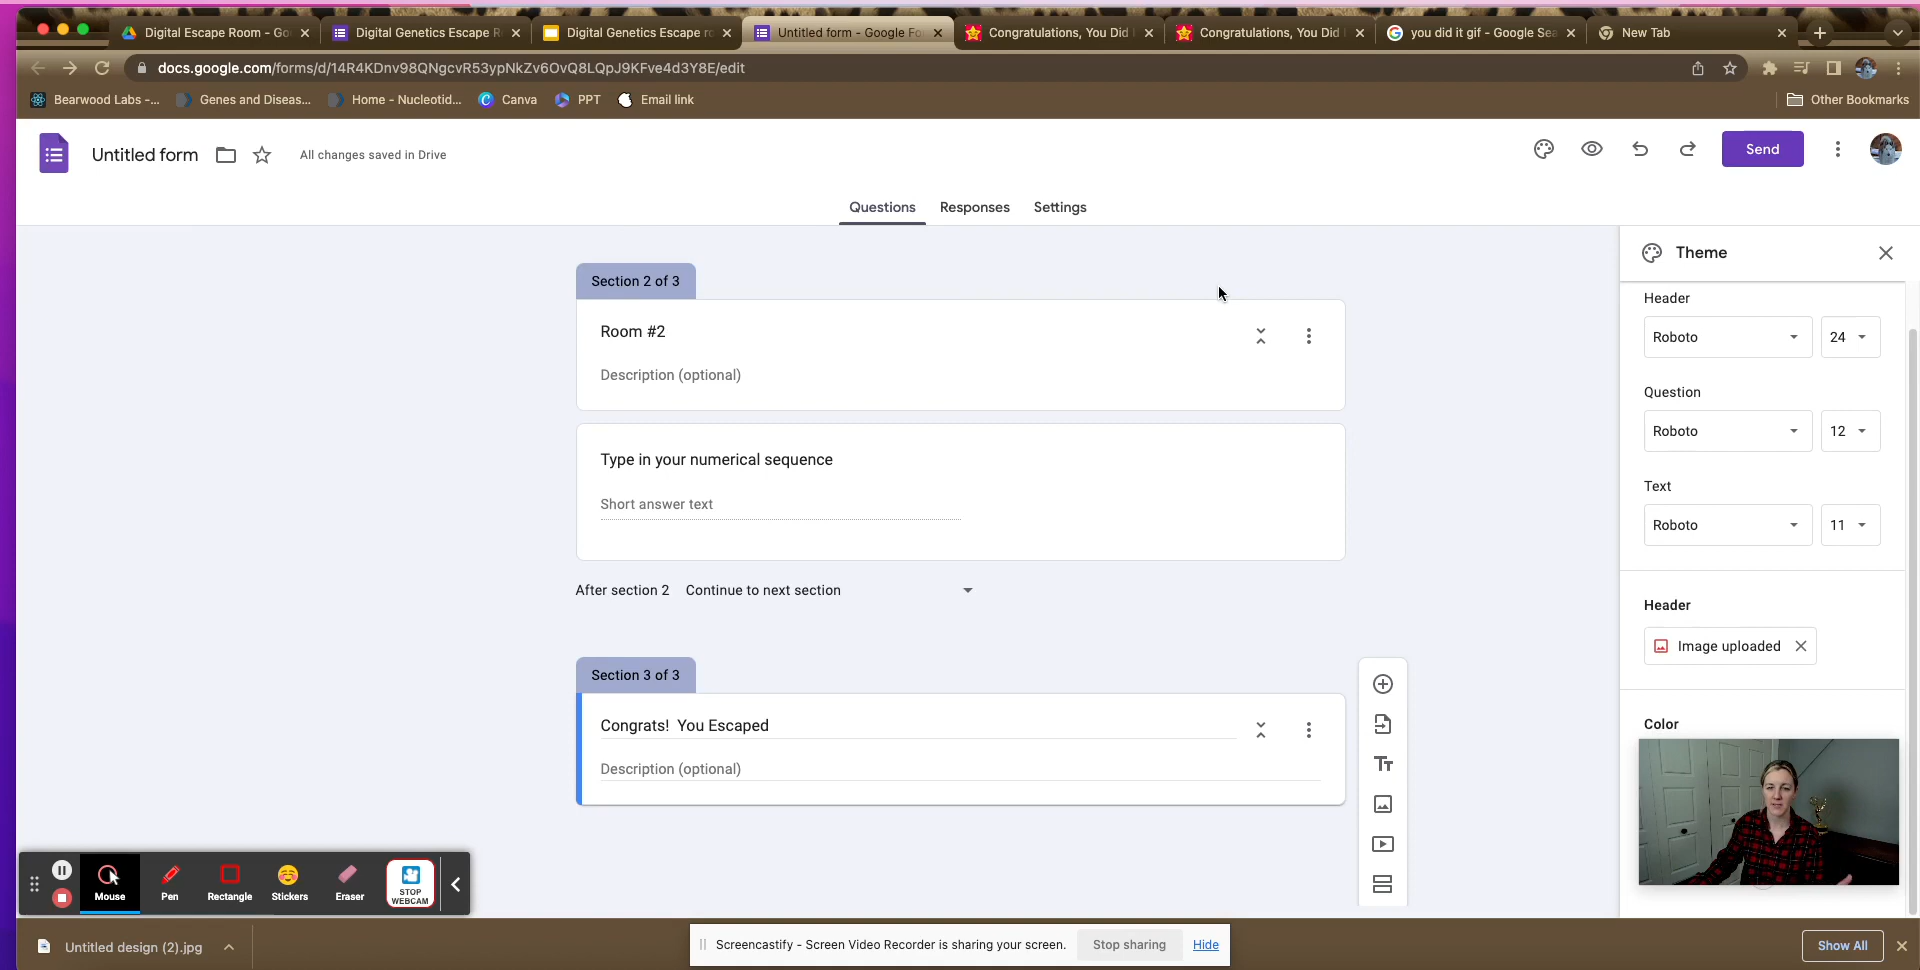 Digital Escape Room - Go
Digital Genetics Escape R
Digital Genetics Escape ro
Untitled form - Google Fo
Congratulations, You Did
Congratulations, You Did
you did it gif - Google Sea
New Tab
docs.google.com/forms/d/14R4KDnv98QNgcvR53ypNkZv6OvQ8LQpJ9KFve4d3Y8E/edit
Bearwood Labs -...
Genes and Diseas...
Home - Nucleotid...
Canva
PPT
Email link
Other Bookmarks
Untitled form
All changes saved in Drive
Send
Questions
Responses
Settings
Section 2 of 3
Room #2
Description (optional)
Type in your numerical sequence
Short answer text
After section 2 Continue to next section
Section 3 of 3
Congrats!  You Escaped
Description (optional)
Theme
Header
Roboto
24
Question
Roboto
12
Text
Roboto
11
Header
Image uploaded
Color
Mouse
Pen
Rectangle
Stickers
Eraser
STOP
WEBCAM
Untitled design (2).jpg
Screencastify - Screen Video Recorder is sharing your screen.
Stop sharing
Hide
Show All